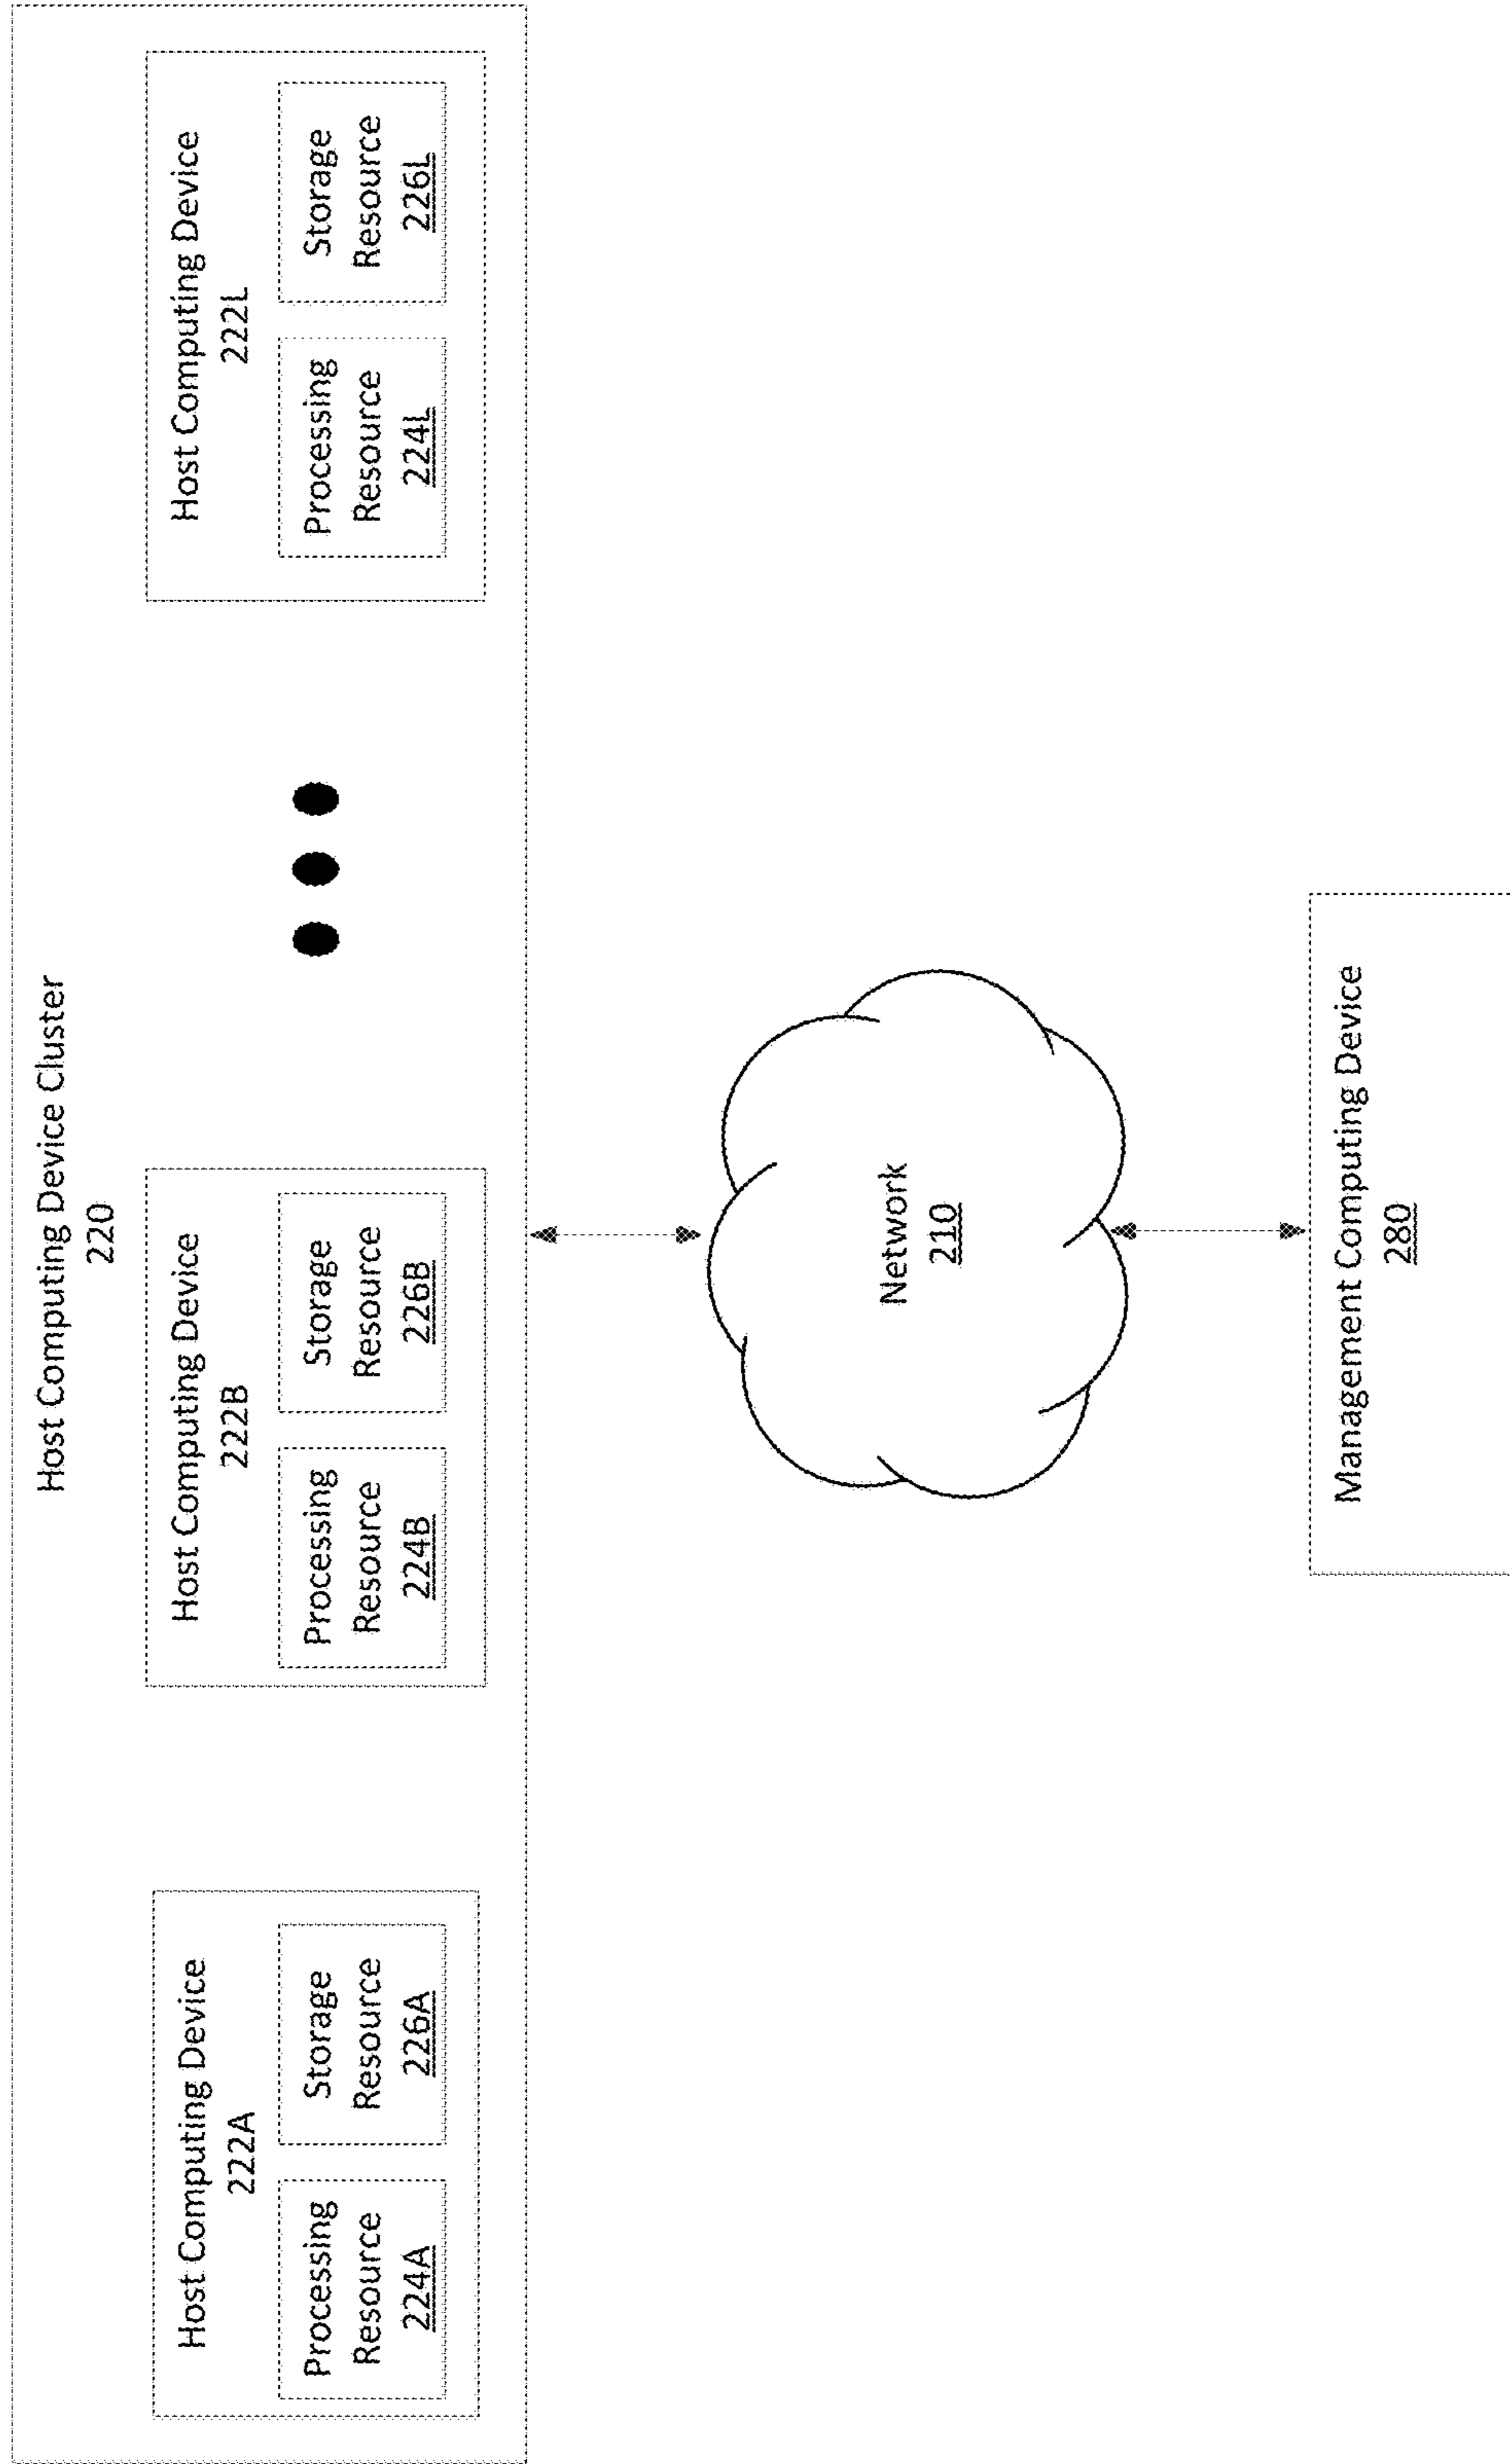 Host Computing Device Cluster
220
Host Computing Device
222A
Processing
Resource
224A
Storage
Resource
226A
Host Computing Device
222B
Processing
Resource
224B
Storage
Resource
226B
Host Computing Device
222L
Processing
Resource
224L
Storage
Resource
226L
Network
210
Management Computing Device
280